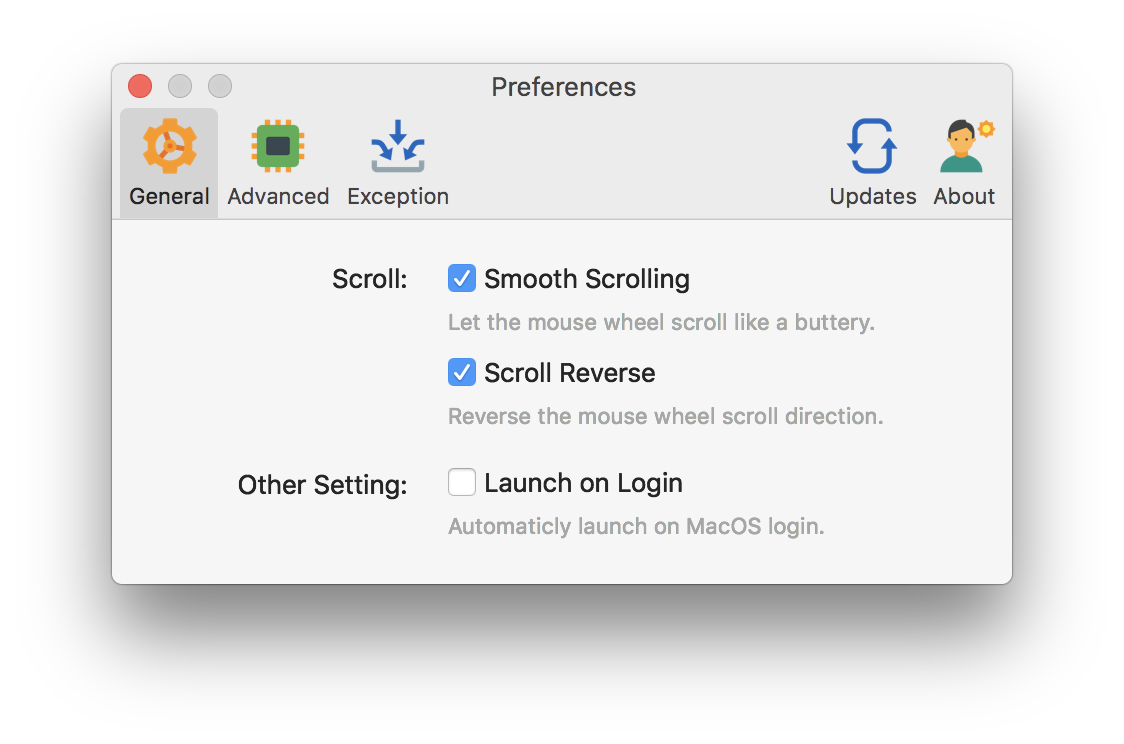 Preferences
General Advanced Exception Updates About
Scroll: Smooth Scrolling
Let the mouse wheel scroll like a buttery.
Scroll Reverse
Reverse the mouse wheel scroll direction.
Other Setting: Launch on Login
Automaticly launch on MacOS login.